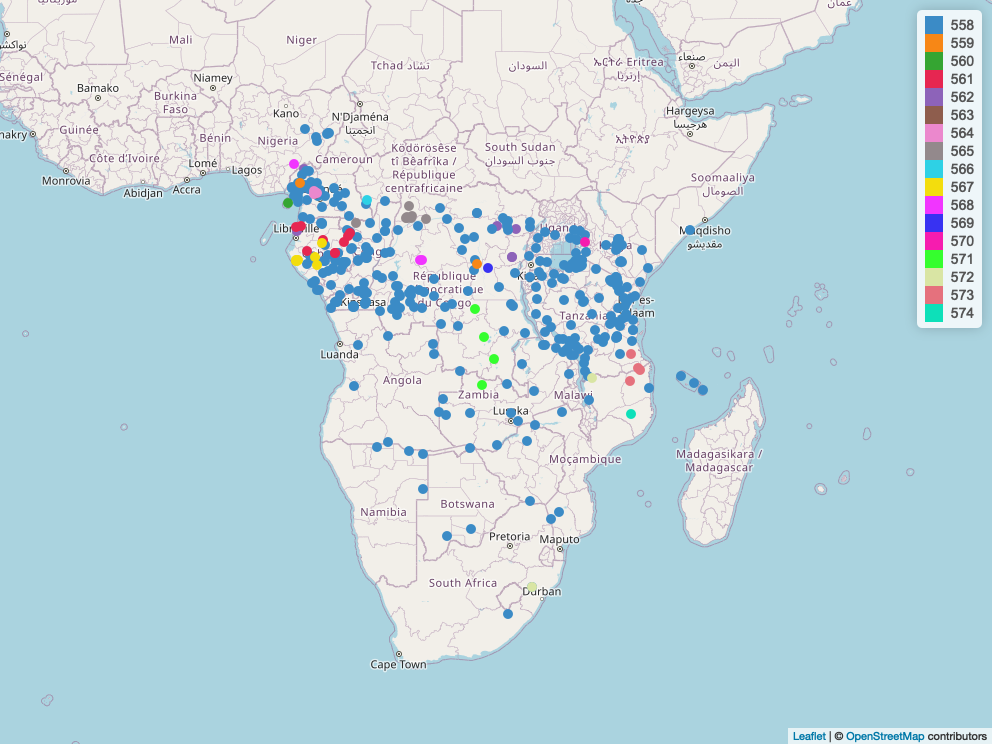 Mali
Niger
Tchad تشاد
السودان
ኤርትራ Eritrea
إرتريا
صنعاء
اليمن
عمان
Sénégal
Bamako
Niamey
Burkina
Faso
Kano
N'Djaména
انجمينا
Hargeysa
هرجيسا
nakry
Guinée
Bénin
Nigeria
Côte d'Ivoire
Lomé
Lagos
Cameroun
Ködörösêse
tî Bêafrîka /
République
centrafricaine
South Sudan
جنوب السودان
ኢትዮጵያ
Soomaaliya
الصومال
Monrovia
Abidjan
Accra
Muqdisho
مقديشو
République
du Congo
Tanzania
Luanda
Angola
Zambia
Malawi
Lusaka
Moçambique
Madagasikara /
Madagascar
Namibia
Botswana
Pretoria
Maputo
South Africa
Durban
Cape Town
558
559
560
561
562
563
564
565
566
567
568
569
570
571
572
573
574
Leaflet | © OpenStreetMap contributors